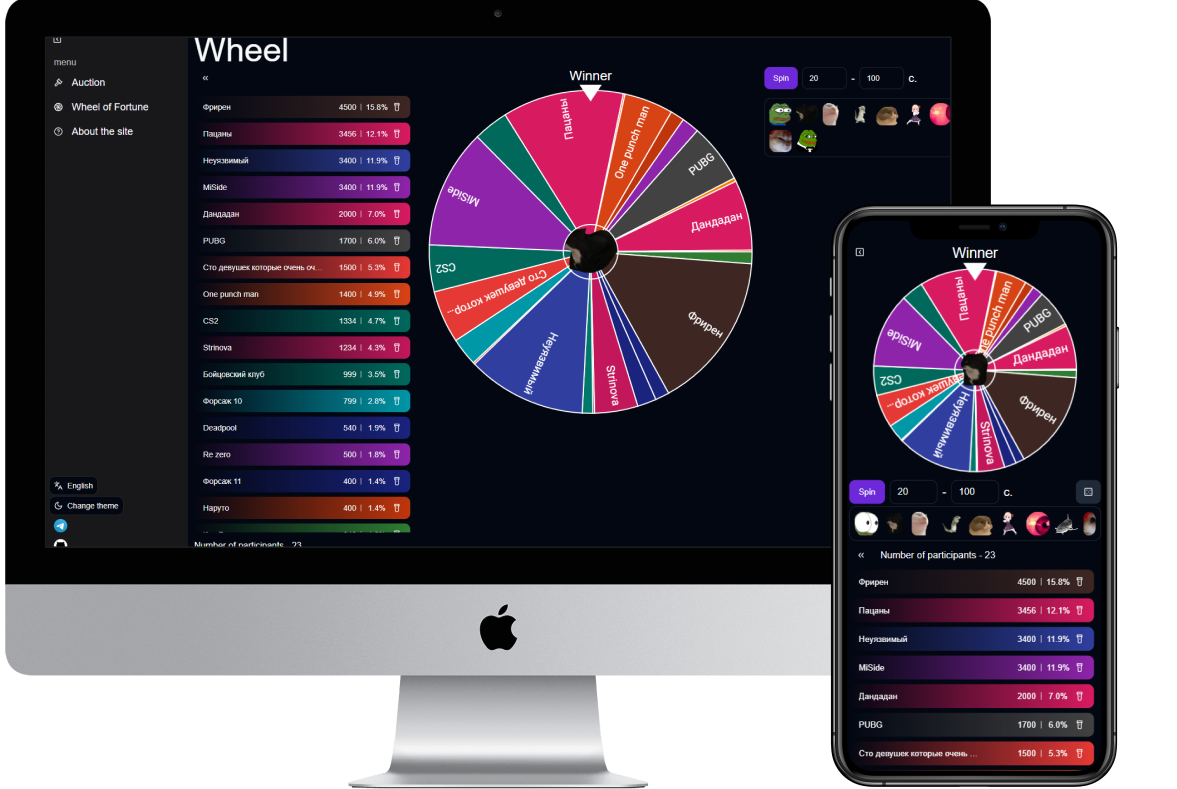 Wheel
menu
Auction
Wheel of Fortune
About the site
English
Change theme
«
Фрирен 4500 | 15.8%
Пацаны 3456 | 12.1%
Неуязвимый 3400 | 11.9%
MiSide 3400 | 11.9%
Дандадан 2000 | 7.0%
PUBG 1700 | 6.0%
Сто девушек которые очень оч... 1500 | 5.3%
One punch man 1400 | 4.9%
CS2 1334 | 4.7%
Strinova 1234 | 4.3%
Бойцовский клуб 999 | 3.5%
Форсаж 10 799 | 2.8%
Deadpool 540 | 1.9%
Re zero 500 | 1.8%
Форсаж 11 400 | 1.4%
Наруто 400 | 1.4%
Number of participants - 23
Winner
Пацаны
One punch man
PUBG
Дандадан
Фрирен
Strinova
Неуязвимый
Сто девушек котор...
CS2
MiSide
Spin 20 - 100 с.
Winner
Пацаны
punch man
PUBG
Дандадан
Фрирен
Strinova
Неуязвимый
котор...
CS2
MiSide
Spin 20 - 100 с.
« Number of participants - 23
Фрирен 4500 | 15.8%
Пацаны 3456 | 12.1%
Неуязвимый 3400 | 11.9%
MiSide 3400 | 11.9%
Дандадан 2000 | 7.0%
PUBG 1700 | 6.0%
Сто девушек которые очень ... 1500 | 5.3%